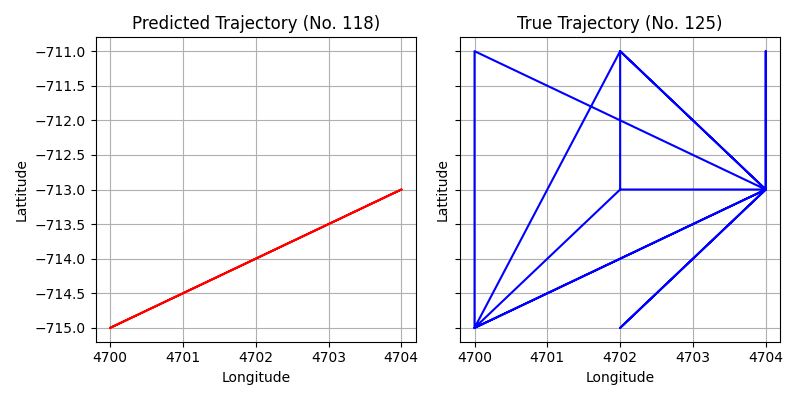 Predicted Trajectory (No. 118)
Lattitude
−711.0
−711.5
−712.0
−712.5
−713.0
−713.5
−714.0
−714.5
−715.0
4700 4701 4702 4703 4704
Longitude
True Trajectory (No. 125)
Lattitude
4700 4701 4702 4703 4704
Longitude